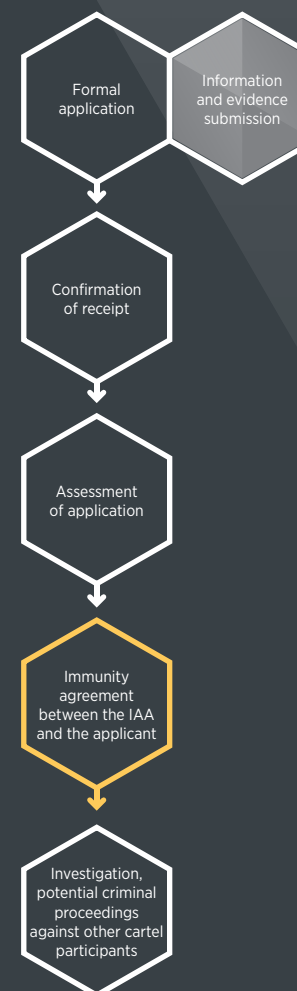 Formal
application
Information
and evidence
submission
Confirmation
of receipt
Assessment
of application
Immunity
agreement
between the IAA
and the applicant
Investigation,
potential criminal
proceedings
against other cartel
participants